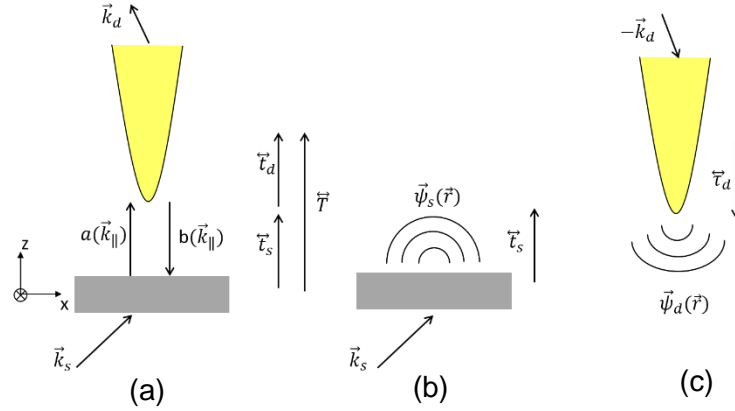 k⃗_d
t⃡_d
T⃡
a(k⃗_∥)
b(k⃗_∥)
t⃡_s
z
x
k⃗_s
(a)
ψ⃗_s(r⃗)
t⃡_s
k⃗_s
(b)
-k⃗_d
τ⃡_d
ψ⃗_d(r⃗)
(c)